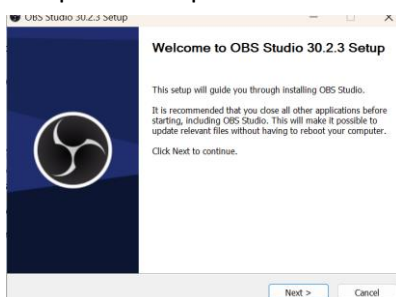 OBS Studio 30.2.3 Setup
Welcome to OBS Studio 30.2.3 Setup
This setup will guide you through installing OBS Studio.
It is recommended that you close all other applications before
starting, including OBS Studio. This will make it possible to
update relevant files without having to reboot your computer.
Click Next to continue.
Next >
Cancel